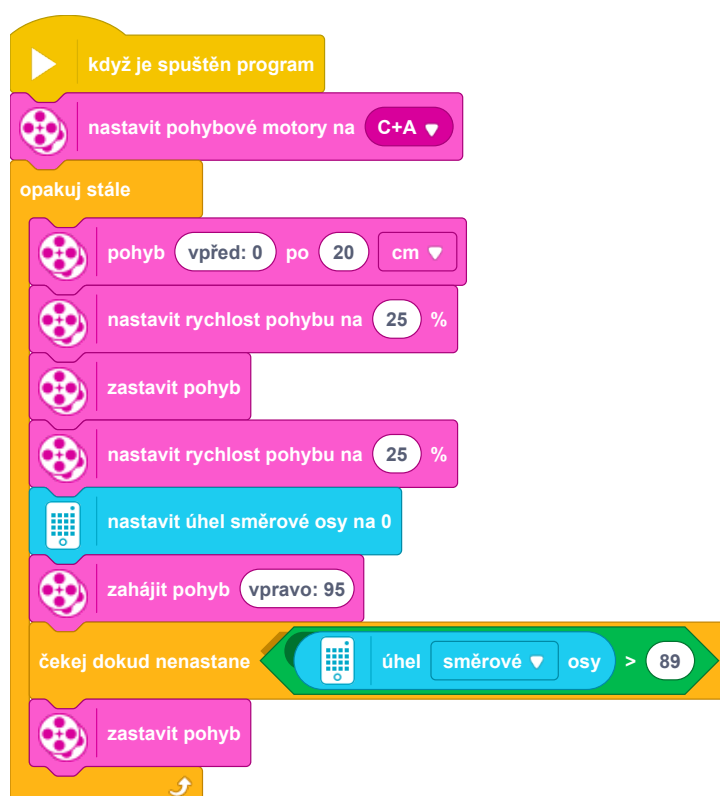 když je spuštěn program
nastavit pohybové motory na C+A
opakuj stále
pohyb vpřed: 0 po 20 cm
nastavit rychlost pohybu na 25 %
zastavit pohyb
nastavit rychlost pohybu na 25 %
nastavit úhel směrové osy na 0
zahájit pohyb vpravo: 95
čekej dokud nenastane úhel směrové osy > 89
zastavit pohyb